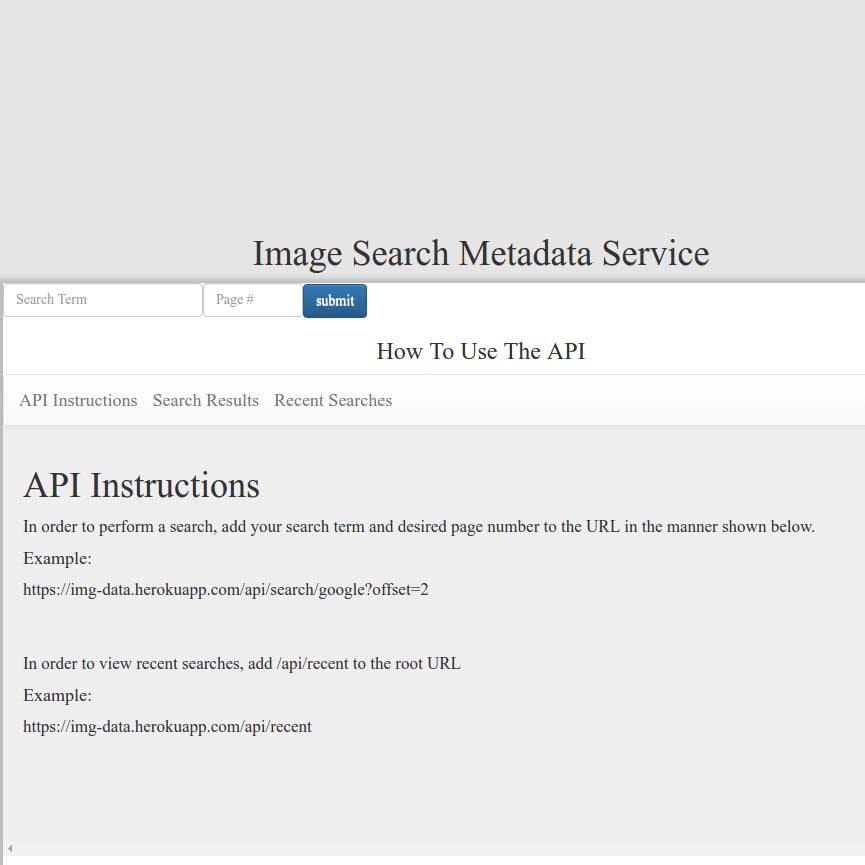 Image Search Metadata Service
Search Term Page # submit
How To Use The API
API Instructions Search Results Recent Searches
API Instructions
In order to perform a search, add your search term and desired page number to the URL in the manner shown below.
Example:
https://img-data.herokuapp.com/api/search/google?offset=2
In order to view recent searches, add /api/recent to the root URL
Example:
https://img-data.herokuapp.com/api/recent